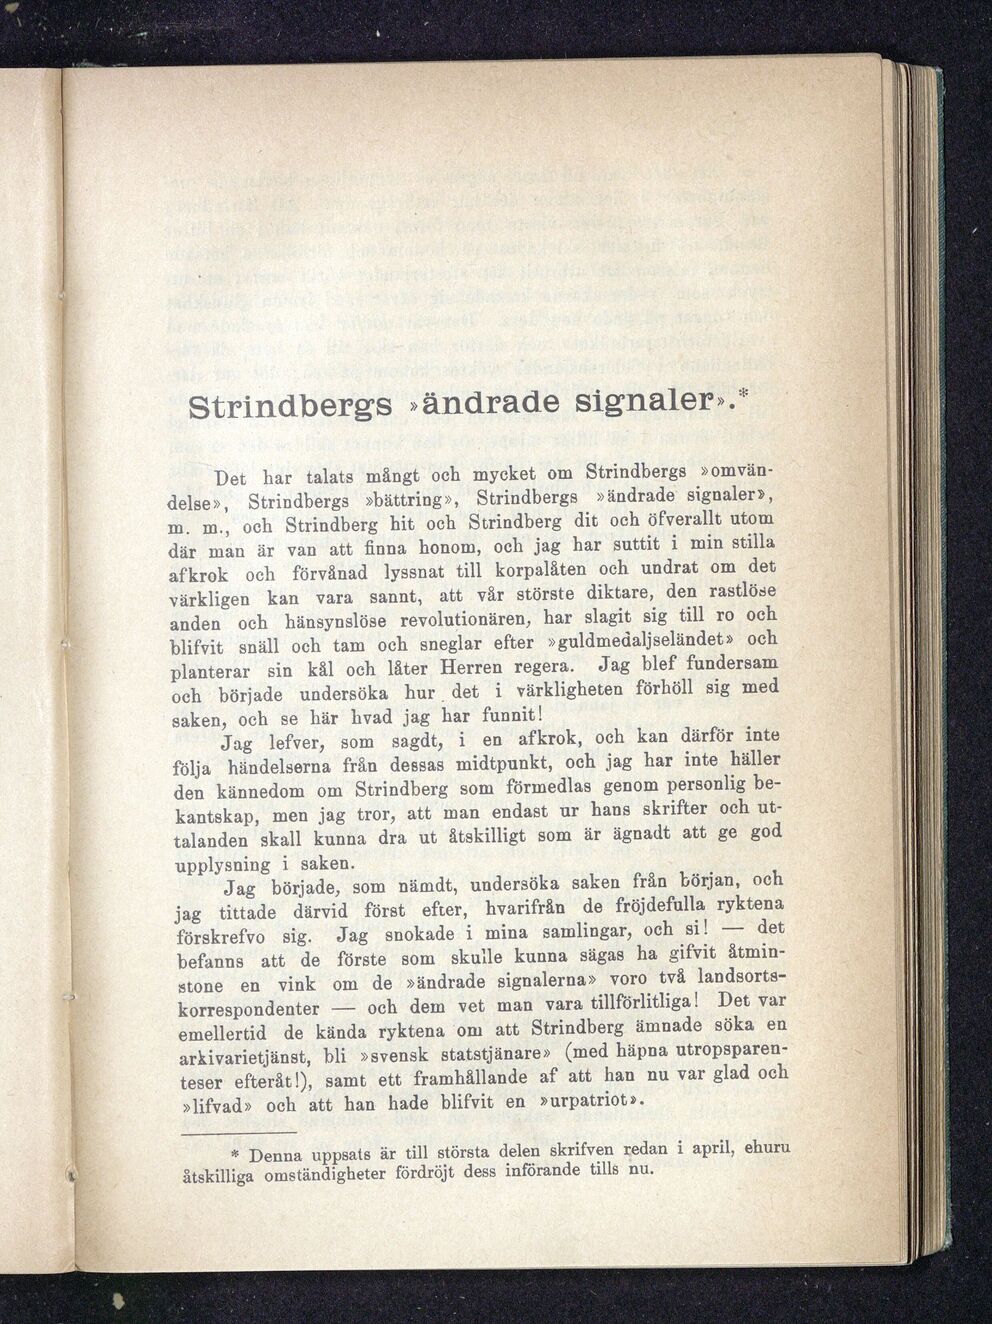 Strindbergs »ändrade signaler».*
Det har talats mångt och mycket om Strindbergs »omvän-
delse», Strindbergs »bättring», Strindbergs »ändrade signaler»,
m. m., och Strindberg hit och Strindberg dit och öfverallt utom
där man är van att finna honom, och jag har suttit i min stilla
afkrok och förvånad lyssnat till korpalåten och undrat om det
värkligen kan vara sannt, att vår störste diktare, den rastlöse
anden och hänsynslöse revolutionären, har slagit sig till ro och
blifvit snäll och tam och sneglar efter »guldmedaljseländet» och
planterar sin kål och låter Herren regera. Jag blef fundersam
och började undersöka hur det i värkligheten förhöll sig med
saken, och se här hvad jag har funnit!
Jag lefver, som sagdt, i en afkrok, och kan därför inte
följa händelserna från dessas midtpunkt, och jag har inte häller
den kännedom om Strindberg som förmedlas genom personlig be-
kantskap, men jag tror, att man endast ur hans skrifter och ut-
talanden skall kunna dra ut åtskilligt som är ägnadt att ge god
upplysning i saken.
Jag började, som nämdt, undersöka saken från början, och
jag tittade därvid först efter, hvarifrån de fröjdefulla ryktena
förskrefvo sig. Jag snokade i mina samlingar, och si! — det
befanns att de förste som skulle kunna sägas ha gifvit åtmin-
stone en vink om de »ändrade signalerna» voro två landsorts-
korrespondenter — och dem vet man vara tillförlitliga! Det var
emellertid de kända ryktena om att Strindberg ämnade söka en
arkivarietjänst, bli »svensk statstjänare» (med häpna utropsparen-
teser efteråt!), samt ett framhållande af att han nu var glad och
»lifvad» och att han hade blifvit en »urpatriot».
* Denna uppsats är till största delen skrifven redan i april, ehuru
åtskilliga omständigheter fördröjt dess införande tills nu.